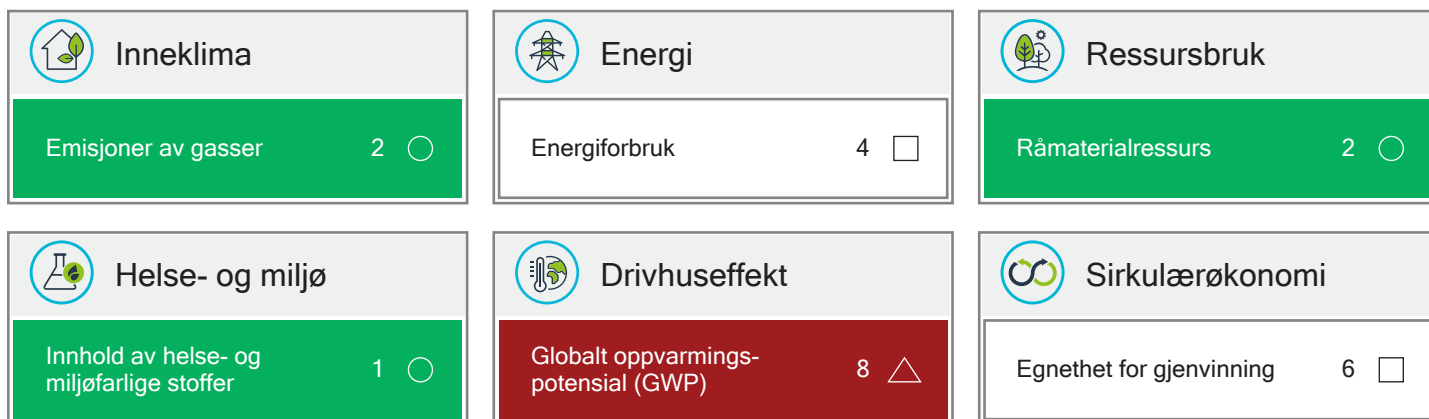 Inneklima
Emisjoner av gasser 2
Energi
Energiforbruk 4
Ressursbruk
Råmaterialressurs 2
Helse- og miljø
Innhold av helse- og
miljøfarlige stoffer 1
Drivhuseffekt
Globalt oppvarmings-
potensial (GWP) 8
Sirkulærøkonomi
Egnethet for gjenvinning 6